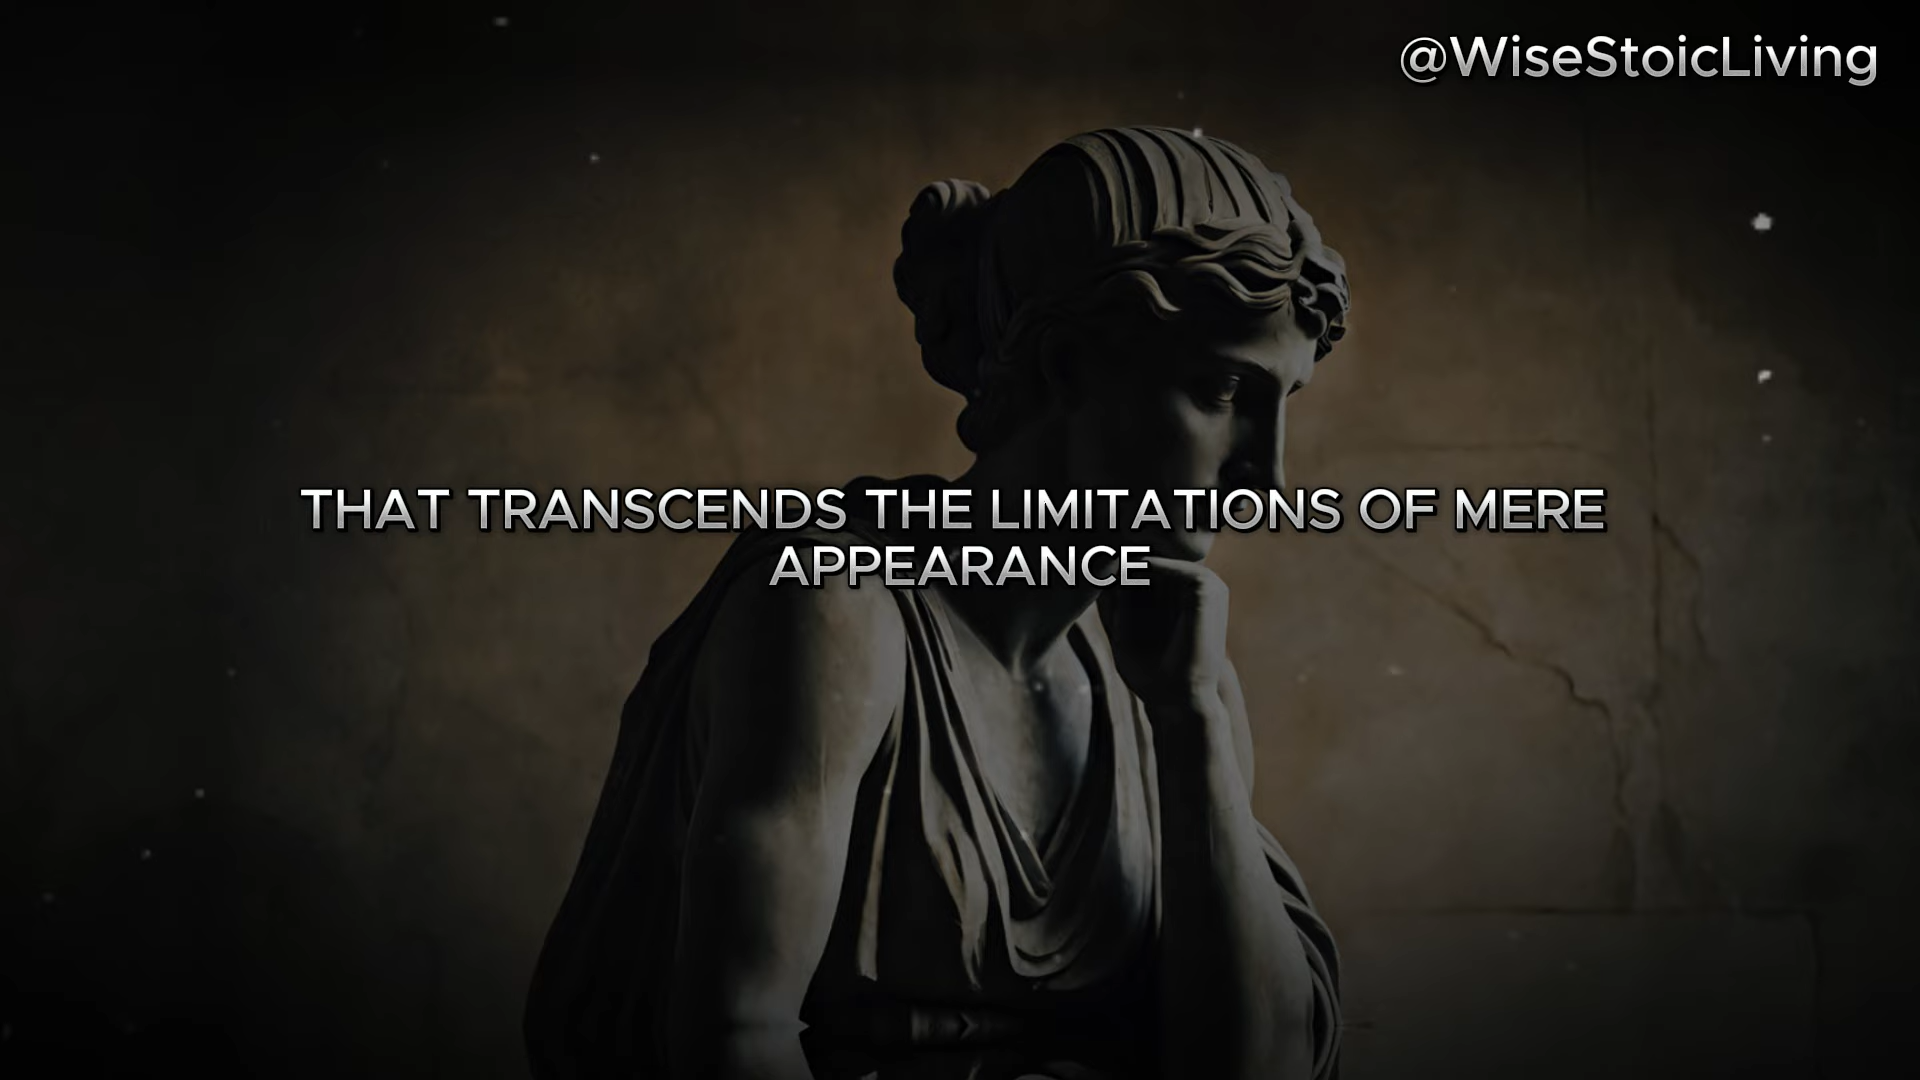 @WiseStoicLiving
THAT TRANSCENDS THE LIMITATIONS OF MERE
APPEARANCE